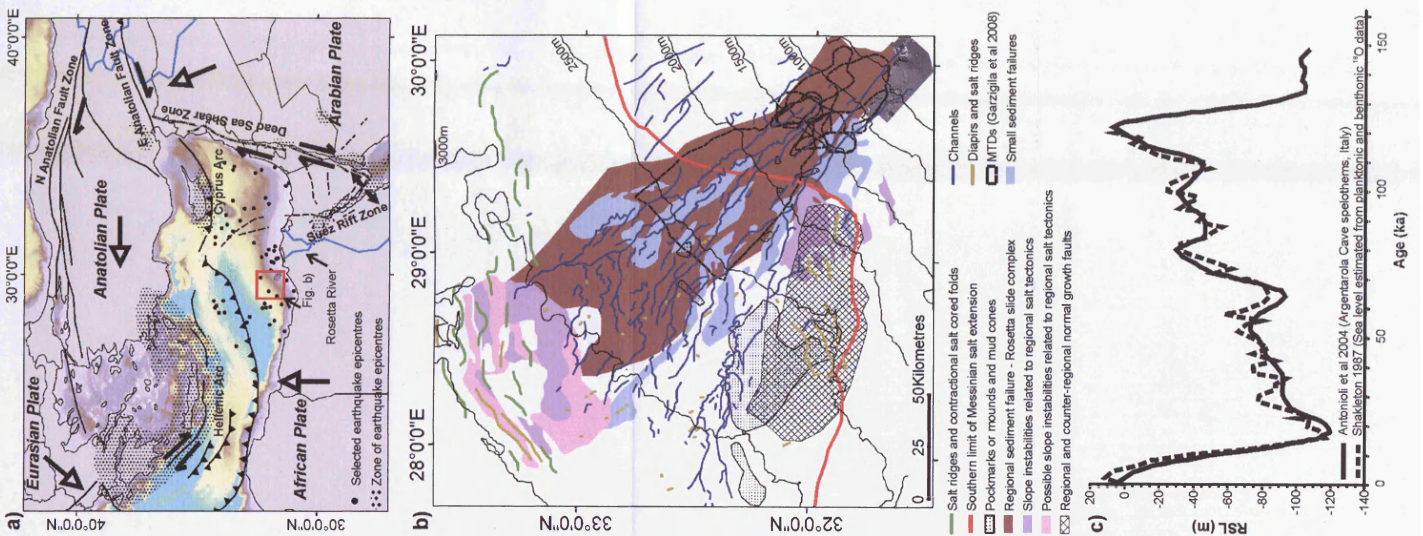 a)
30°0'0"E
40°0'0"E
40°0'0"N
30°0'0"N
Eurasian Plate
N Anatolian Fault Zone
Anatolian Plate
E Anatolian Fault Zone
Hellenic Arc
Cyprus Arc
Dead Sea Shear Zone
Arabian Plate
Suez Rift Zone
African Plate
Fig. b)
Rosetta River
Selected earthquake epicentres
Zone of earthquake epicentres
b)
28°0'0"E
29°0'0"E
30°0'0"E
33°0'0"N
32°0'0"N
3000m
2500m
2000m
1500m
0 25 50Kilometres
Salt ridges and contractional salt cored folds
Southern limit of Messinian salt extension
Pockmarks or mounds and mud cones
Regional sediment failure - Rosetta slide complex
Slope instabilities related to regional salt tectonics
Possible slope instabilities related to regional salt tectonics
Regional and counter-regional normal growth faults
Channels
Diapirs and salt ridges
MTDs (Garziglia et al 2008)
Small sediment failures
c)
RSL (m)
20
0
-20
-40
-60
-80
-100
-120
-140
0 50 100 150
Age (ka)
Antonioli et al 2004 (Argentarola Cave speleothems, Italy)
Shakleton 1987 (Sea level estimated from planktonic and benthonic ¹⁸O data)